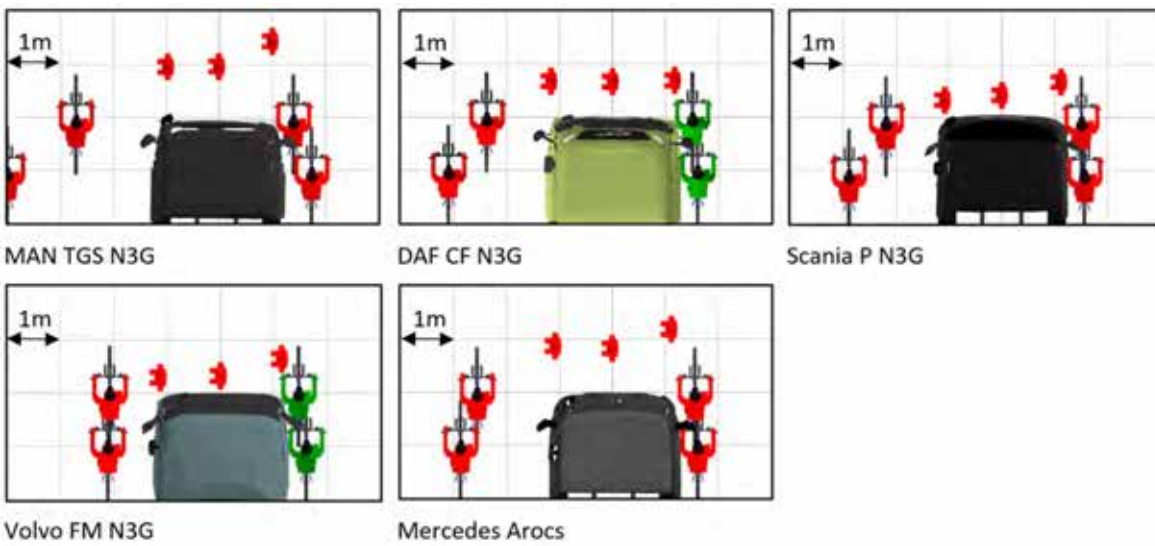 1m
1m
1m
MAN TGS N3G
DAF CF N3G
Scania P N3G
1m
1m
Volvo FM N3G
Mercedes Arocs